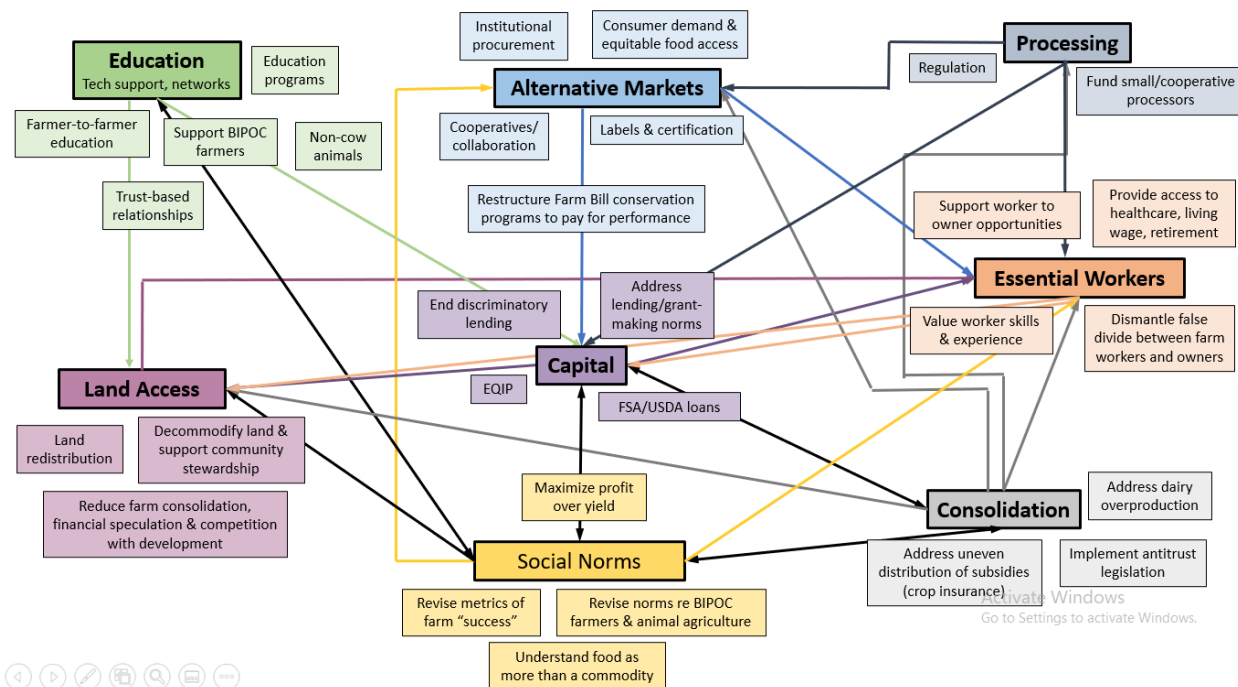 Education
Tech support, networks
Education
programs
Farmer-to-farmer
education
Support BIPOC
farmers
Non-cow
animals
Trust-based
relationships
Institutional
procurement
Consumer demand &
equitable food access
Alternative Markets
Cooperatives/
collaboration
Labels & certification
Restructure Farm Bill conservation
programs to pay for performance
Processing
Regulation
Fund small/cooperative
processors
Support worker to
owner opportunities
Provide access to
healthcare, living
wage, retirement
Essential Workers
Value worker skills
& experience
Dismantle false
divide between farm
workers and owners
End discriminatory
lending
Address
lending/grant-
making norms
Capital
EQIP
FSA/USDA loans
Land Access
Land
redistribution
Decommodify land &
support community
stewardship
Reduce farm consolidation,
financial speculation & competition
with development
Maximize profit
over yield
Social Norms
Revise metrics of
farm “success”
Revise norms re BIPOC
farmers & animal agriculture
Understand food as
more than a commodity
Consolidation
Address dairy
overproduction
Address uneven
distribution of subsidies
(crop insurance)
Implement antitrust
legislation
Activate Windows
Go to Settings to activate Windows.